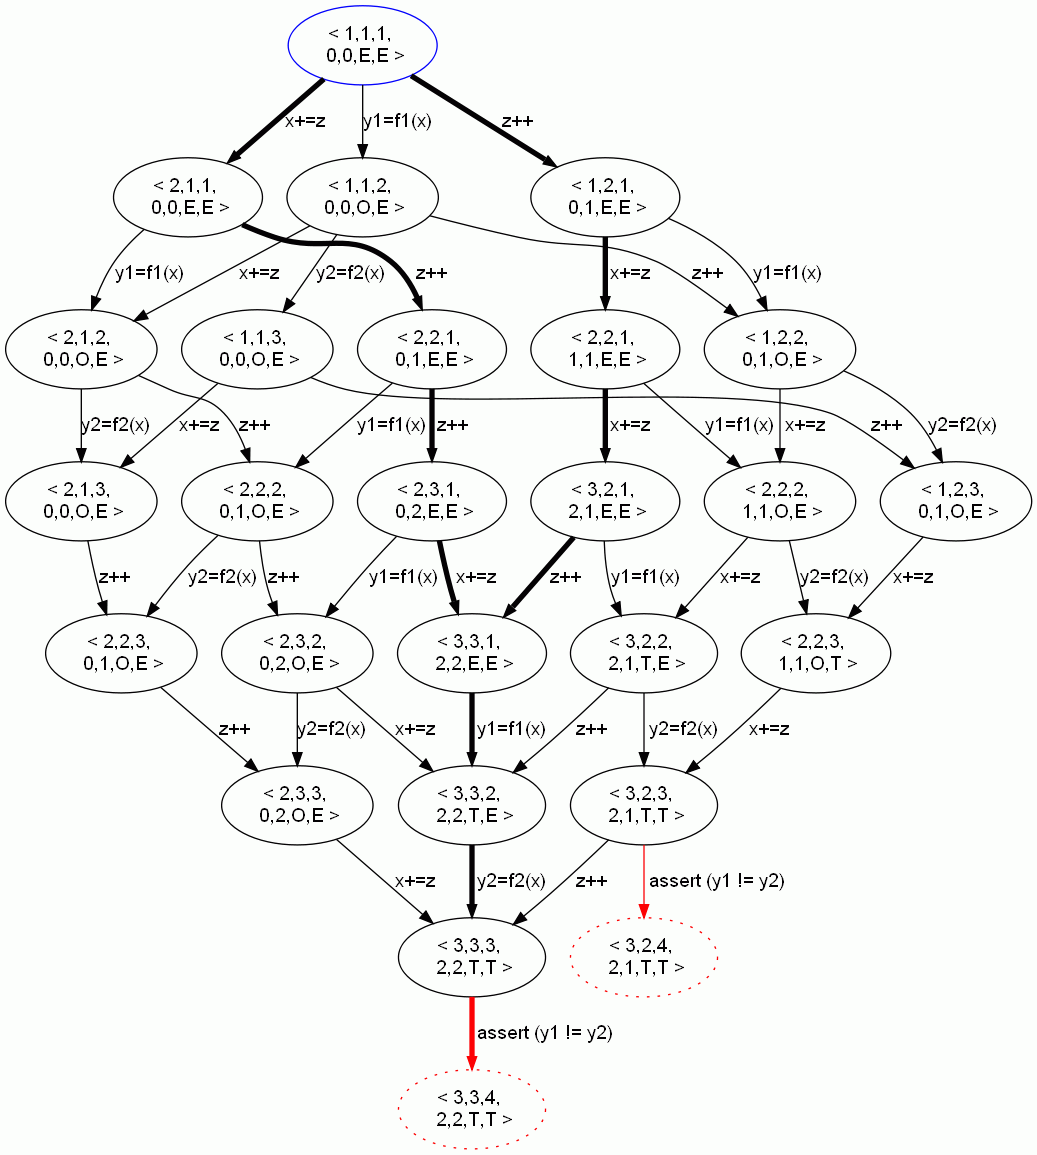 < 1,1,1,
0,0,E,E >
x+=z
y1=f1(x)
z++
< 2,1,1,
0,0,E,E >
< 1,1,2,
0,0,O,E >
< 1,2,1,
0,1,E,E >
y1=f1(x)
x+=z
y2=f2(x)
z++
x+=z
z++
y1=f1(x)
< 2,1,2,
0,0,O,E >
< 1,1,3,
0,0,O,E >
< 2,2,1,
0,1,E,E >
< 2,2,1,
1,1,E,E >
< 1,2,2,
0,1,O,E >
y2=f2(x)
x+=z
z++
y1=f1(x)
z++
x+=z
y1=f1(x)
x+=z
z++
y2=f2(x)
< 2,1,3,
0,0,O,E >
< 2,2,2,
0,1,O,E >
< 2,3,1,
0,2,E,E >
< 3,2,1,
2,1,E,E >
< 2,2,2,
1,1,O,E >
< 1,2,3,
0,1,O,E >
z++
y2=f2(x)
z++
y1=f1(x)
x+=z
z++
y1=f1(x)
x+=z
y2=f2(x)
x+=z
< 2,2,3,
0,1,O,E >
< 2,3,2,
0,2,O,E >
< 3,3,1,
2,2,E,E >
< 3,2,2,
2,1,T,E >
< 2,2,3,
1,1,O,T >
z++
y2=f2(x)
x+=z
y1=f1(x)
z++
y2=f2(x)
x+=z
< 2,3,3,
0,2,O,E >
< 3,3,2,
2,2,T,E >
< 3,2,3,
2,1,T,T >
x+=z
y2=f2(x)
z++
assert (y1 != y2)
< 3,3,3,
2,2,T,T >
< 3,2,4,
2,1,T,T >
assert (y1 != y2)
< 3,3,4,
2,2,T,T >